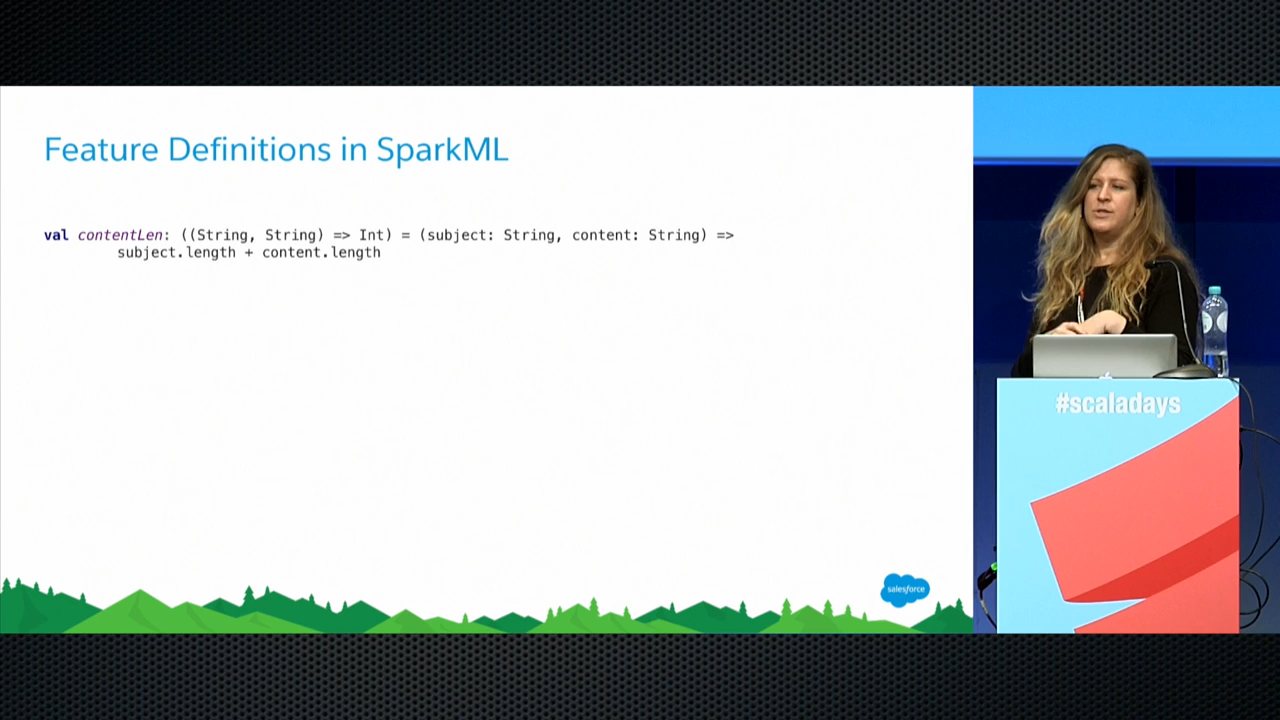 Feature Definitions in SparkML
val contentLen: ((String, String) => Int) = (subject: String, content: String) =>
subject.length + content.length
salesforce
#scaladays